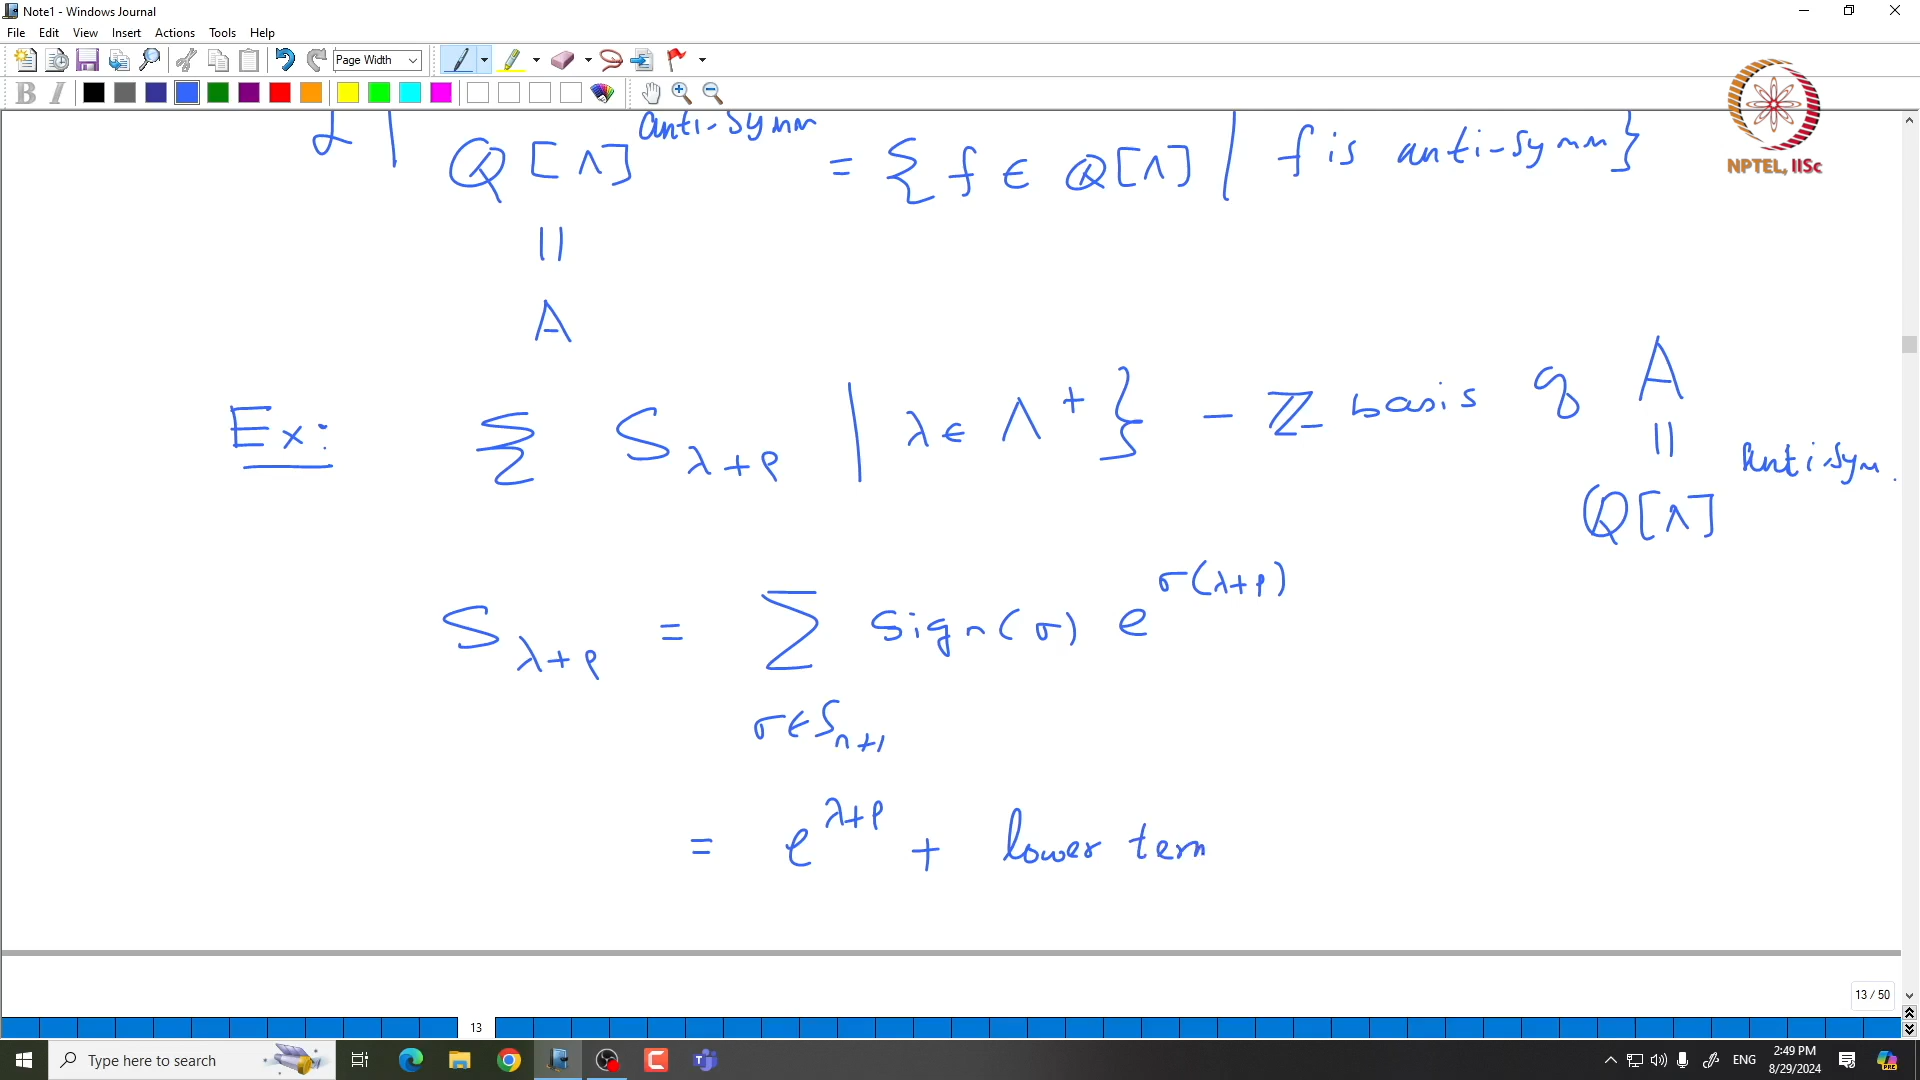 Note1 - Windows Journal
File Edit View Insert Actions Tools Help
Page Width
B I
NPTEL, IISc
anti-symm
Q[Λ] = { f ∈ Q[Λ] | f is anti-symm }
||
A
Ex: { S_{λ+ρ} | λ ∈ Λ^+ } - ℤ basis of A
||
Q[Λ]^{anti-sym.}
S_{λ+ρ} = Σ_{σ∈S_{n+1}} sign(σ) e^{σ(λ+ρ)}
= e^{λ+ρ} + lower term
13 / 50
13
Type here to search
ENG
2:49 PM
8/29/2024